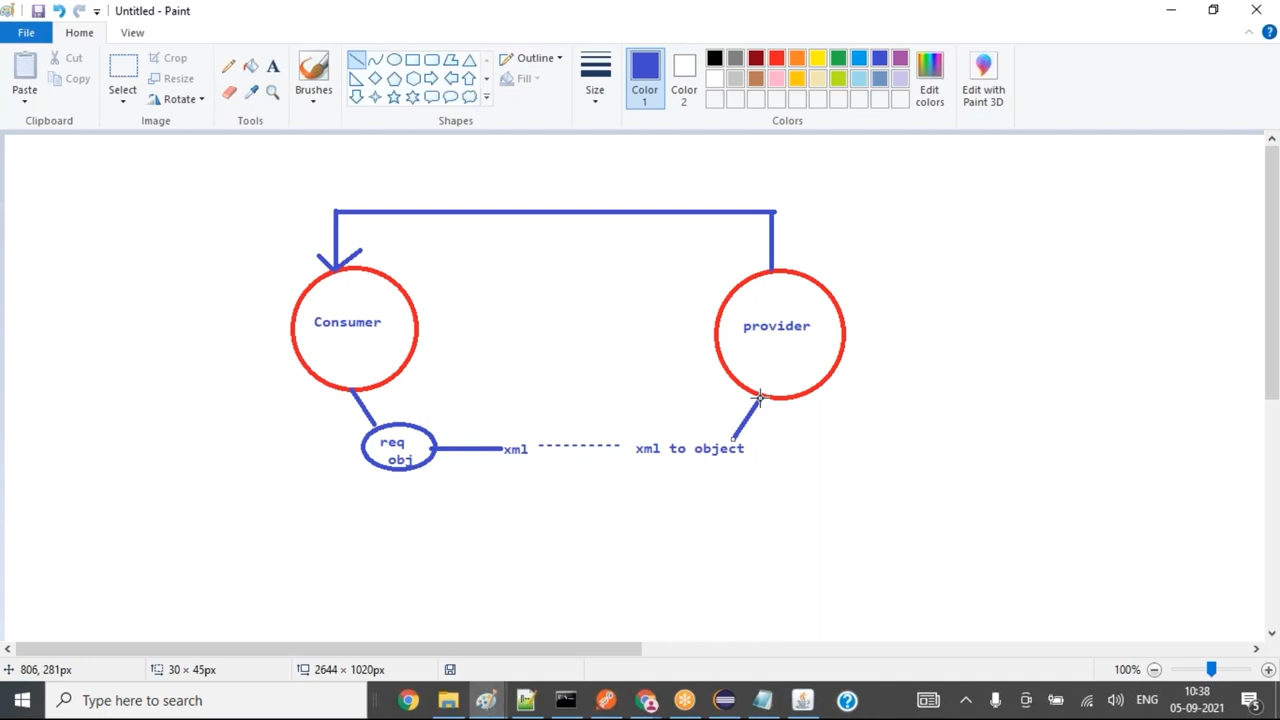 Untitled - Paint
File
Home
View
Paste
Cut
Copy
Clipboard
Select
Crop
Resize
Rotate
Image
Tools
Brushes
Outline
Fill
Shapes
Size
Color
1
Color
2
Edit
colors
Colors
Edit with
Paint 3D
Consumer
provider
req
obj
xml ---------- xml to object
806, 281px
30 × 45px
2644 × 1020px
100%
Type here to search
ENG
10:38
05-09-2021
5